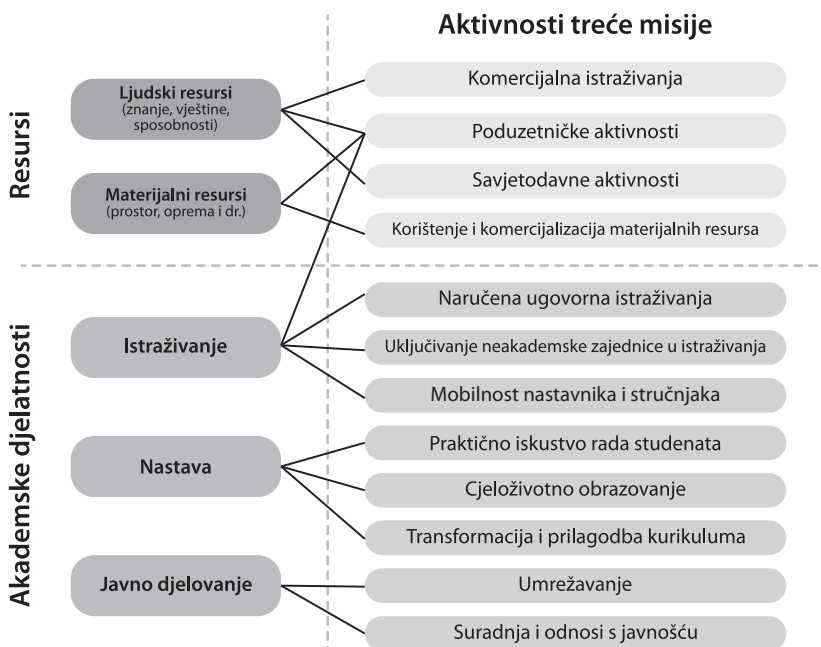 Aktivnosti treće misije
Resursi
Ljudski resursi
(znanje, vještine,
sposobnosti)
Materijalni resursi
(prostor, oprema i dr.)
Komercijalna istraživanja
Poduzetničke aktivnosti
Savjetodavne aktivnosti
Korištenje i komercijalizacija materijalnih resursa
Akademske djelatnosti
Istraživanje
Nastava
Javno djelovanje
Naručena ugovorna istraživanja
Uključivanje neakademske zajednice u istraživanja
Mobilnost nastavnika i stručnjaka
Praktično iskustvo rada studenata
Cjeloživotno obrazovanje
Transformacija i prilagodba kurikuluma
Umrežavanje
Suradnja i odnosi s javnošću